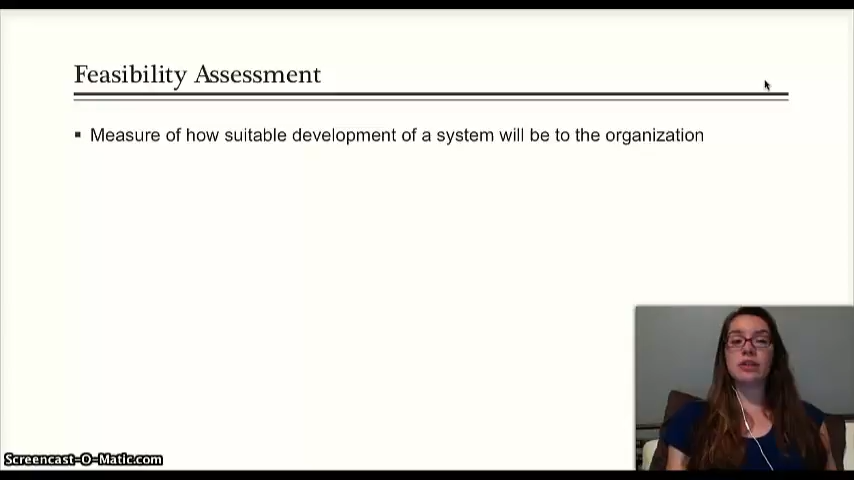 Feasibility Assessment
▪ Measure of how suitable development of a system will be to the organization
Screencast-O-Matic.com